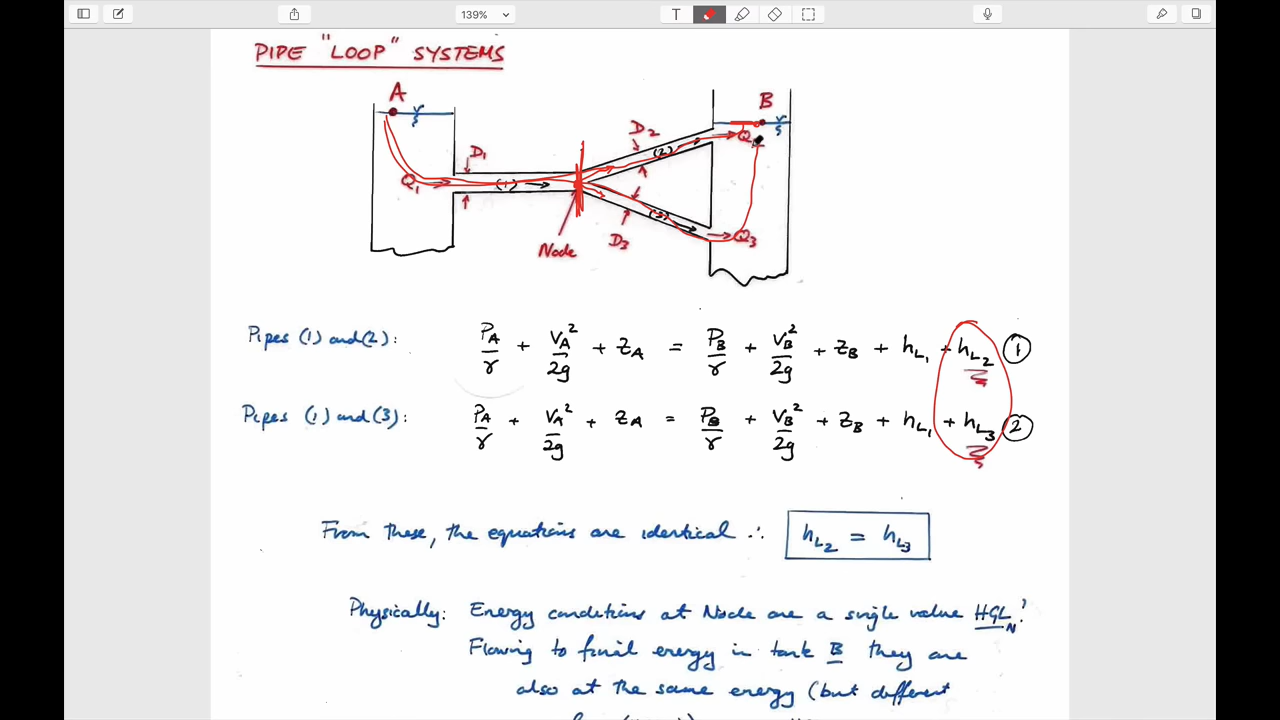 139%
T
PIPE "LOOP" SYSTEMS
A
B
D1
D2
Q1
(1)
(2)
Q
(3)
Node
D3
Q3
Pipes (1) and (2): PA/γ + VA²/2g + ZA = PB/γ + VB²/2g + ZB + hL1 + hL2 ①
Pipes (1) and (3): PA/γ + VA²/2g + ZA = PB/γ + VB²/2g + ZB + hL1 + hL3 ②
From these, the equations are identical ∴ hL2 = hL3
Physically: Energy conditions at Node are a single value HGLN.
Flowing to final energy in tank B they are
also at the same energy (but different